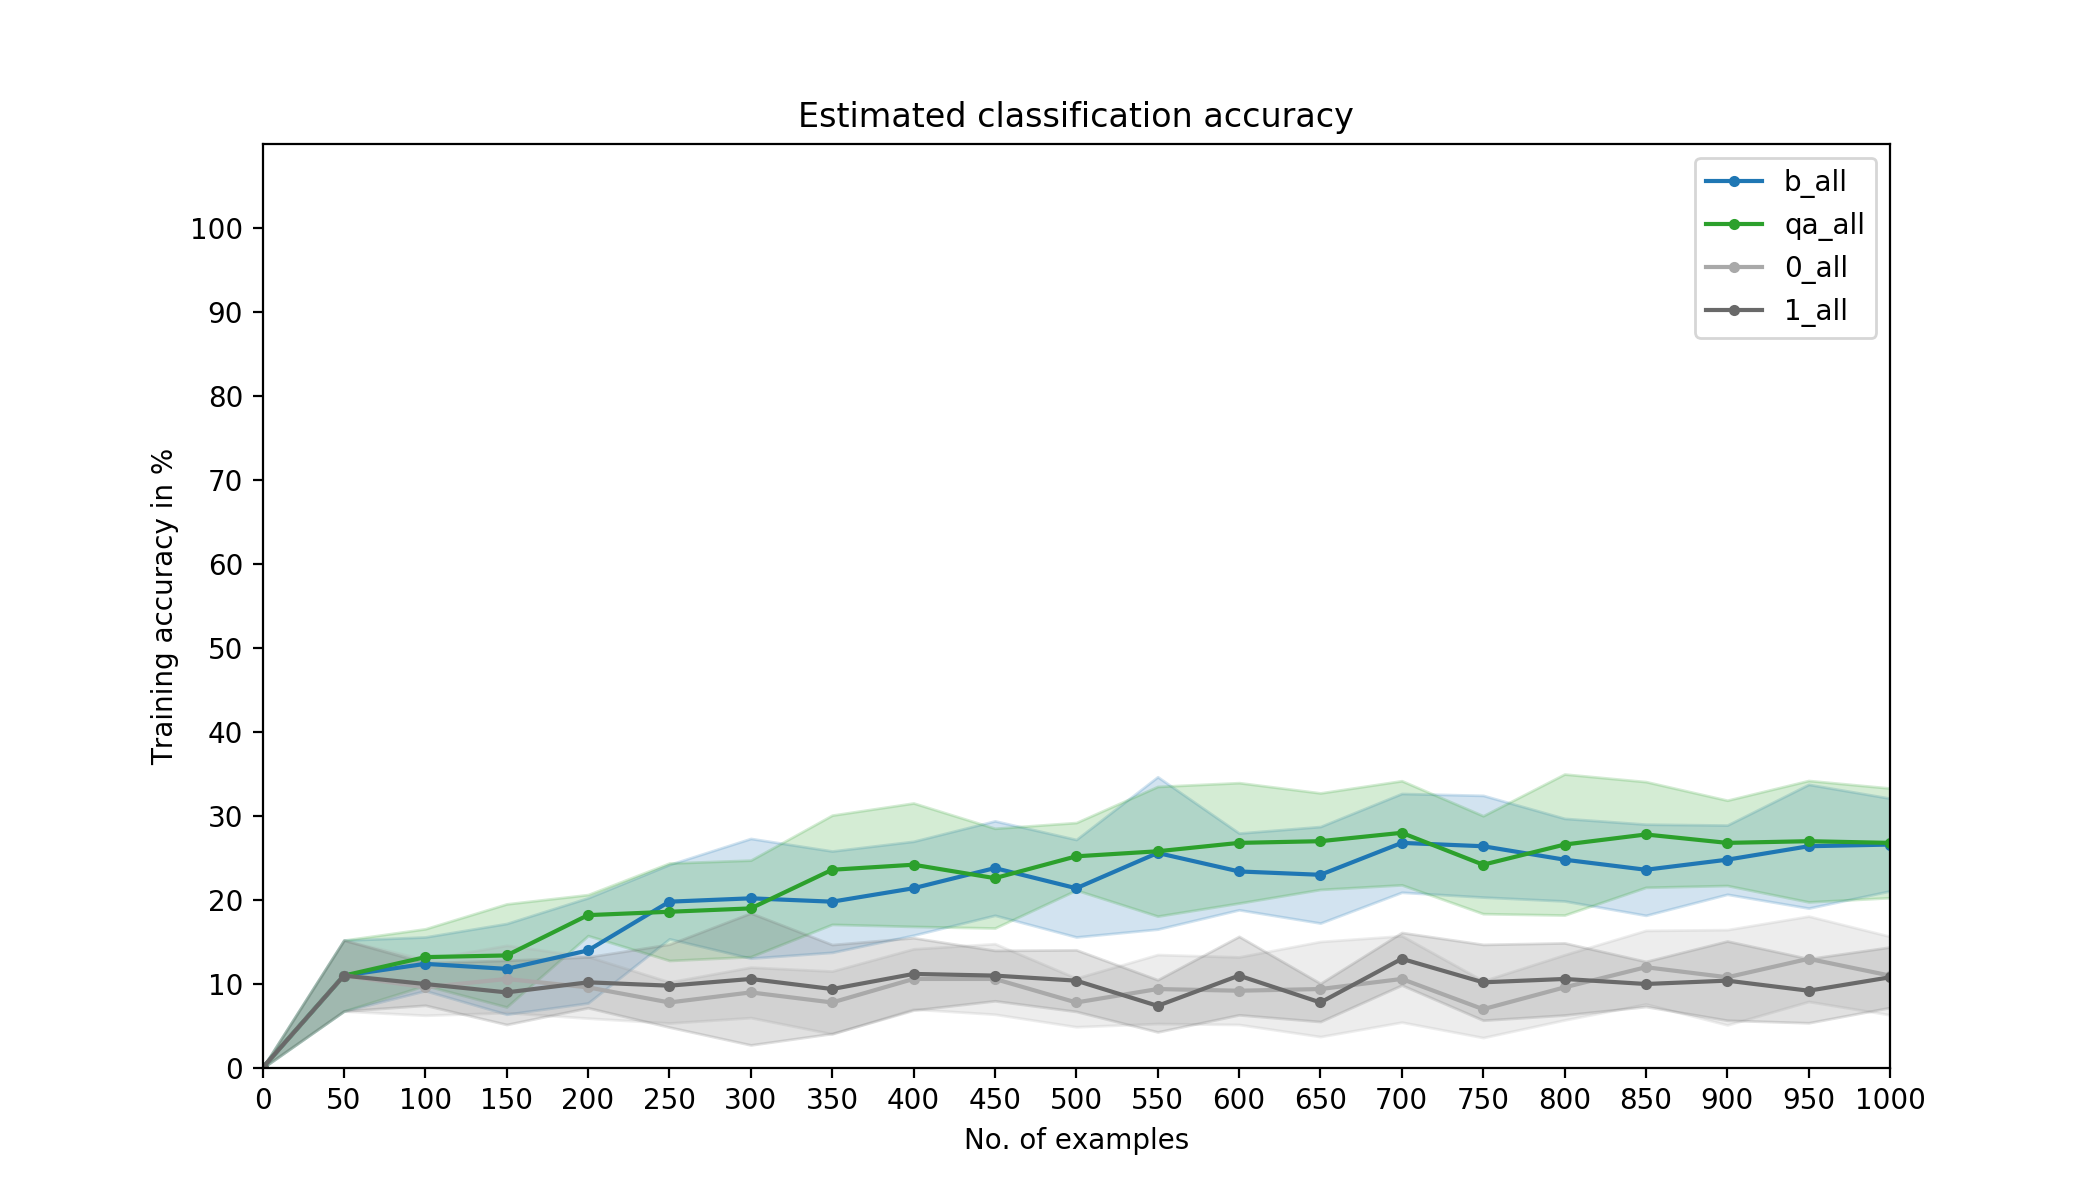 Estimated classification accuracy
b_all
qa_all
0_all
1_all
100
90
80
70
60
50
40
30
20
10
0
Training accuracy in %
0 50 100 150 200 250 300 350 400 450 500 550 600 650 700 750 800 850 900 950 1000
No. of examples